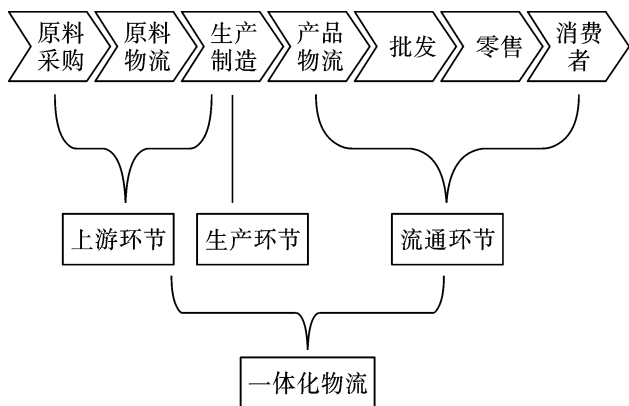 原料
采购
原料
物流
生产
制造
产品
物流
批发
零售
消费
者
上游环节
生产环节
流通环节
一体化物流